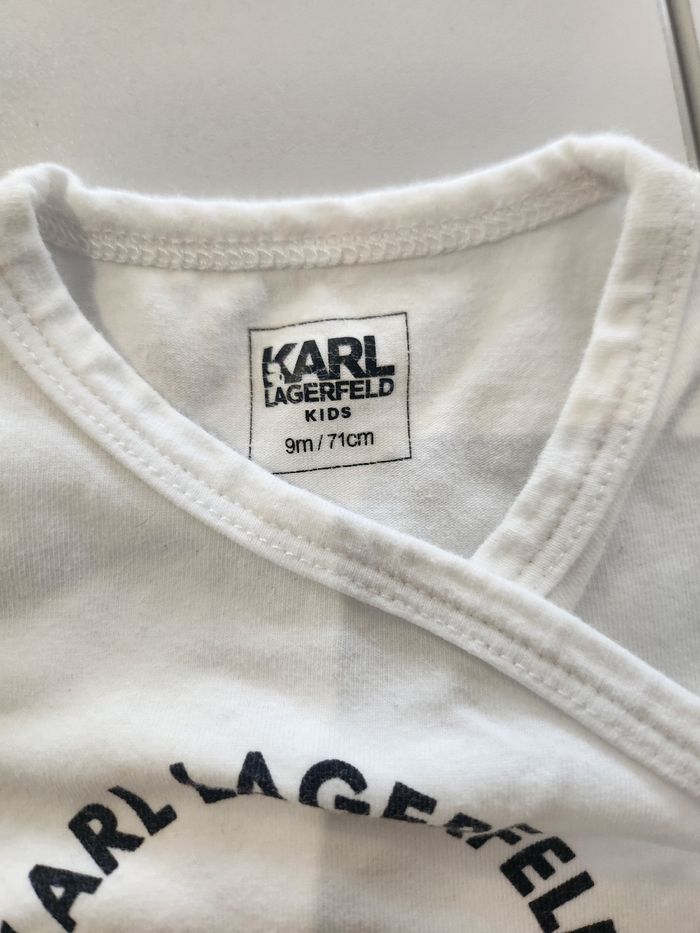 KARL
LAGERFELD
KIDS
9m / 71cm
KARL LAGERFELD